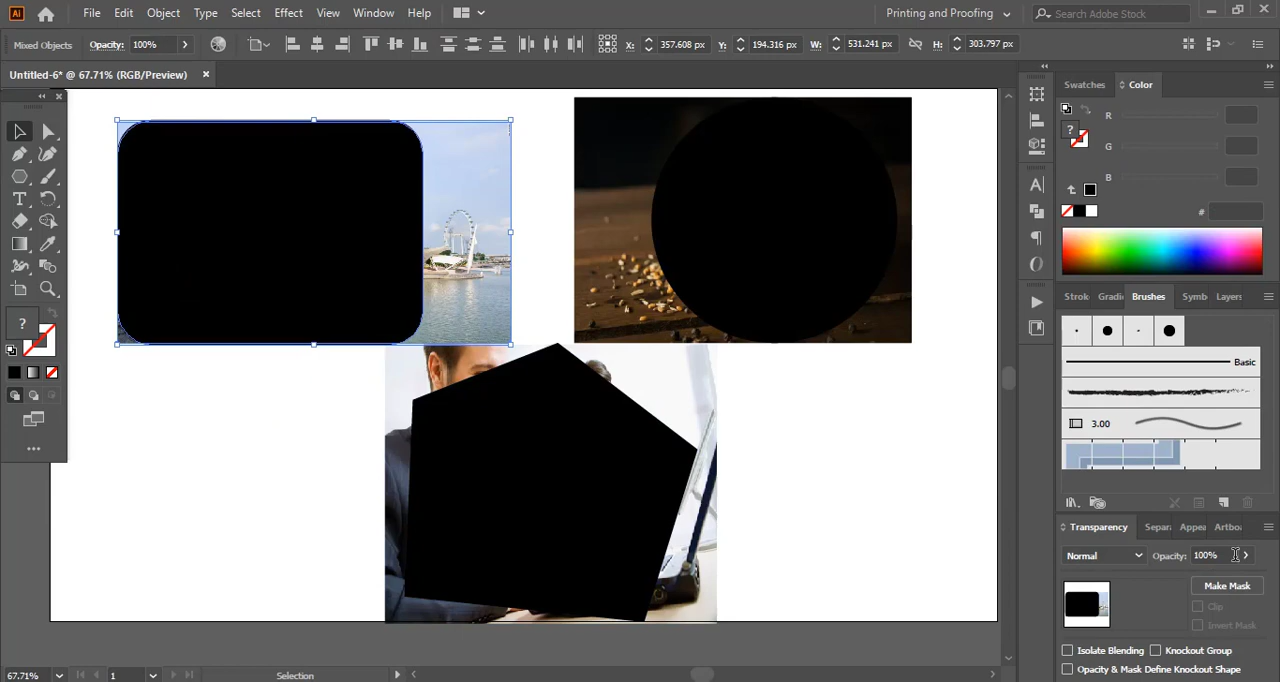 Ai File Edit Object Type Select Effect View Window Help Printing and Proofing Search Adobe Stock
Mixed Objects Opacity: 100% X: 357.608 px Y: 194.316 px W: 531.241 px H: 303.797 px
Untitled-6* @ 67.71% (RGB/Preview)
Swatches Color
R
G
B
#
Strok Gradi Brushes Symb Layers
Basic
3.00
Transparency Separ Appea Artboa
Normal Opacity: 100%
Make Mask
Clip
Invert Mask
Isolate Blending Knockout Group
Opacity & Mask Define Knockout Shape
67.71% 1 Selection